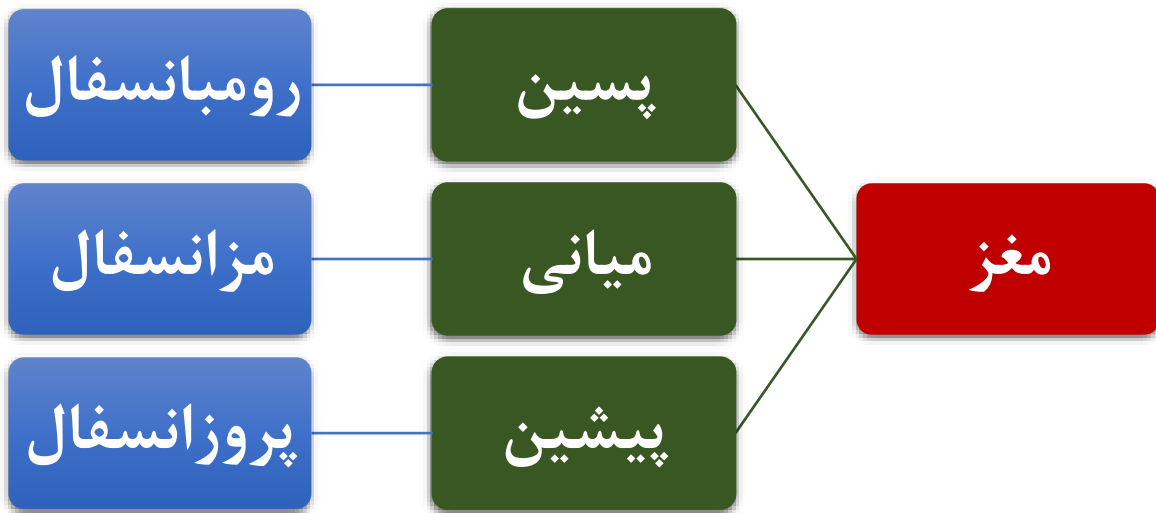 مغز
پسین
رومبانسفال
میانی
مزانسفال
پیشین
پروزانسفال